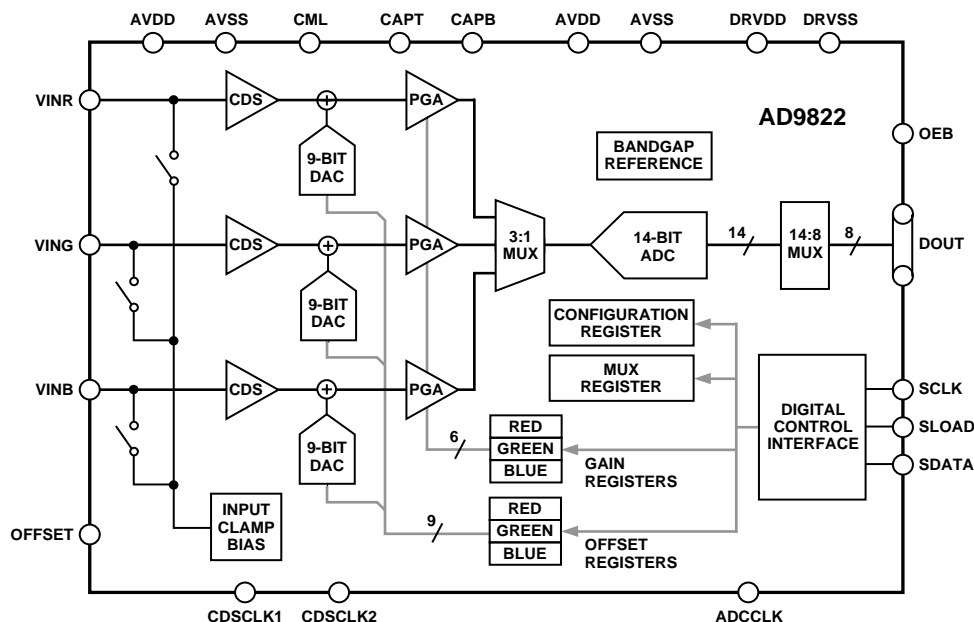 AVDD AVSS CML CAPT CAPB AVDD AVSS DRVDD DRVSS
VINR
CDS
+
PGA
AD9822
OEB
9-BIT
DAC
BANDGAP
REFERENCE
VING
CDS
+
PGA
3:1
MUX
14-BIT
ADC
14
14:8
MUX
8
DOUT
9-BIT
DAC
CONFIGURATION
REGISTER
MUX
REGISTER
VINB
CDS
+
PGA
DIGITAL
CONTROL
INTERFACE
SCLK
SLOAD
SDATA
9-BIT
DAC
6
RED
GREEN
BLUE
GAIN
REGISTERS
OFFSET
INPUT
CLAMP
BIAS
9
RED
GREEN
BLUE
OFFSET
REGISTERS
CDSCLK1 CDSCLK2 ADCCLK